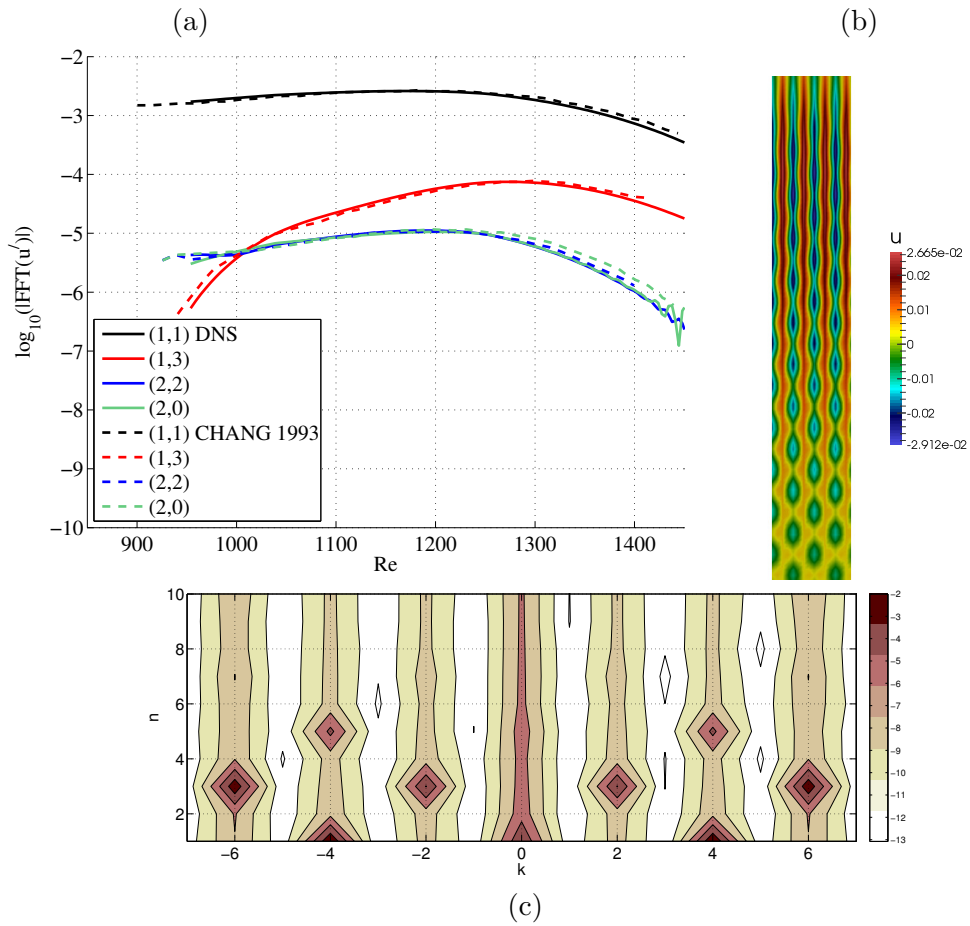 (a)
(b)
−2
−3
−4
−5
−6
−7
−8
−9
−10
log10(|FFT(u′)|)
(1,1) DNS
(1,3)
(2,2)
(2,0)
(1,1) CHANG 1993
(1,3)
(2,2)
(2,0)
900 1000 1100 1200 1300 1400
Re
u
2.665e-02
0.02
0.01
0
-0.01
-0.02
-2.912e-02
10
8
6
4
2
n
−6 −4 −2 0 2 4 6
k
-2
-3
-4
-5
-6
-7
-8
-9
-10
-11
-12
-13
(c)